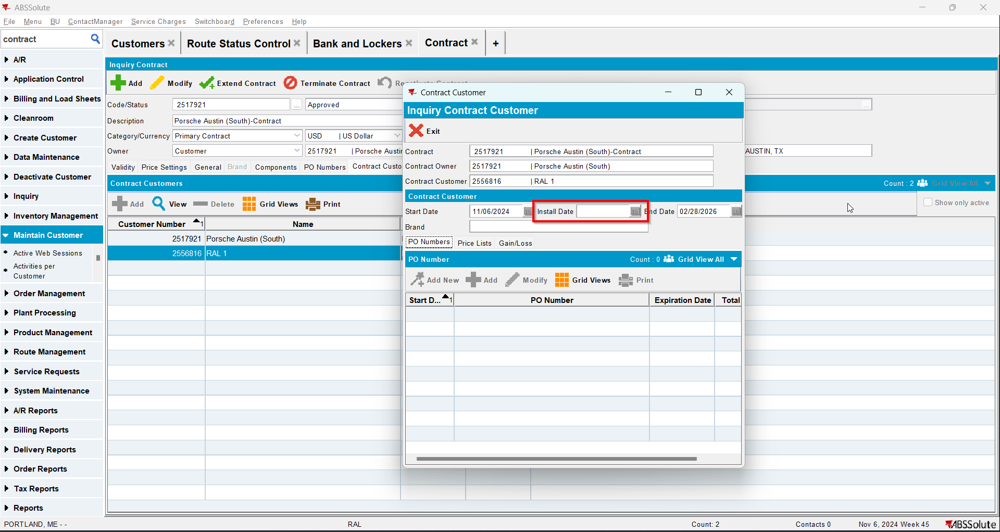 ABSSolute
File Menu BU ContactManager Service Charges Switchboard Preferences Help
contract
Customers Route Status Control Bank and Lockers Contract +
A/R
Application Control
Billing and Load Sheets
Cleanroom
Create Customer
Data Maintenance
Deactivate Customer
Inquiry
Inventory Management
Maintain Customer
Active Web Sessions
Activities per
Customer
Order Management
Plant Processing
Product Management
Route Management
Service Requests
System Maintenance
A/R Reports
Billing Reports
Delivery Reports
Order Reports
Tax Reports
Reports
Inquiry Contract
Add Modify Extend Contract Terminate Contract Reactivate Contract
Code/Status 2517921 ... Approved ...
Description Porsche Austin (South)-Contract
Category/Currency Primary Contract USD | US Dollar
Owner Customer 2517921 | Porsche Austin AUSTIN, TX
Validity Price Settings General Brand Components PO Numbers Contract Custo
Contract Customers Count : 2 Grid View All
Add View Delete Grid Views Print Show only active
Customer Number 1 Name
2517921 Porsche Austin (South)
2556816 RAL 1
Contract Customer
Inquiry Contract Customer
Exit
Contract 2517921 | Porsche Austin (South)-Contract
Contract Owner 2517921 | Porsche Austin (South)
Contract Customer 2556816 | RAL 1
Contract Customer
Start Date 11/06/2024 15 Install Date 15 End Date 02/28/2026 15
Brand
PO Numbers Price Lists Gain/Loss
PO Number Count : 0 Grid View All
Add New Add Modify Grid Views Print
Start D... 1 PO Number Expiration Date Total
PORTLAND, ME - - RAL Count: 2 Contacts 0 Nov 6, 2024 Week 45 ABSSolute